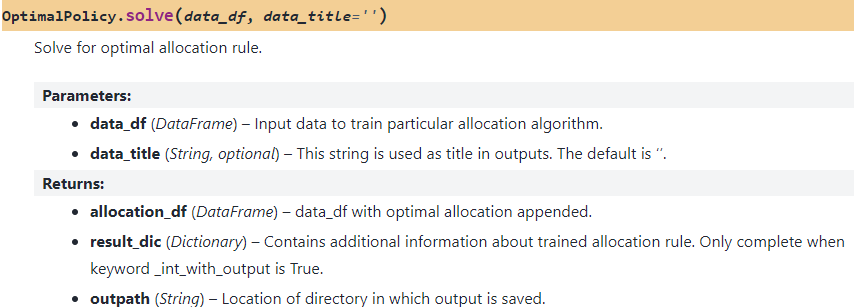 OptimalPolicy.solve(data_df, data_title='')
Solve for optimal allocation rule.
Parameters:
• data_df (DataFrame) – Input data to train particular allocation algorithm.
• data_title (String, optional) – This string is used as title in outputs. The default is ‘’.
Returns:
• allocation_df (DataFrame) – data_df with optimal allocation appended.
• result_dic (Dictionary) – Contains additional information about trained allocation rule. Only complete when
keyword _int_with_output is True.
• outpath (String) – Location of directory in which output is saved.